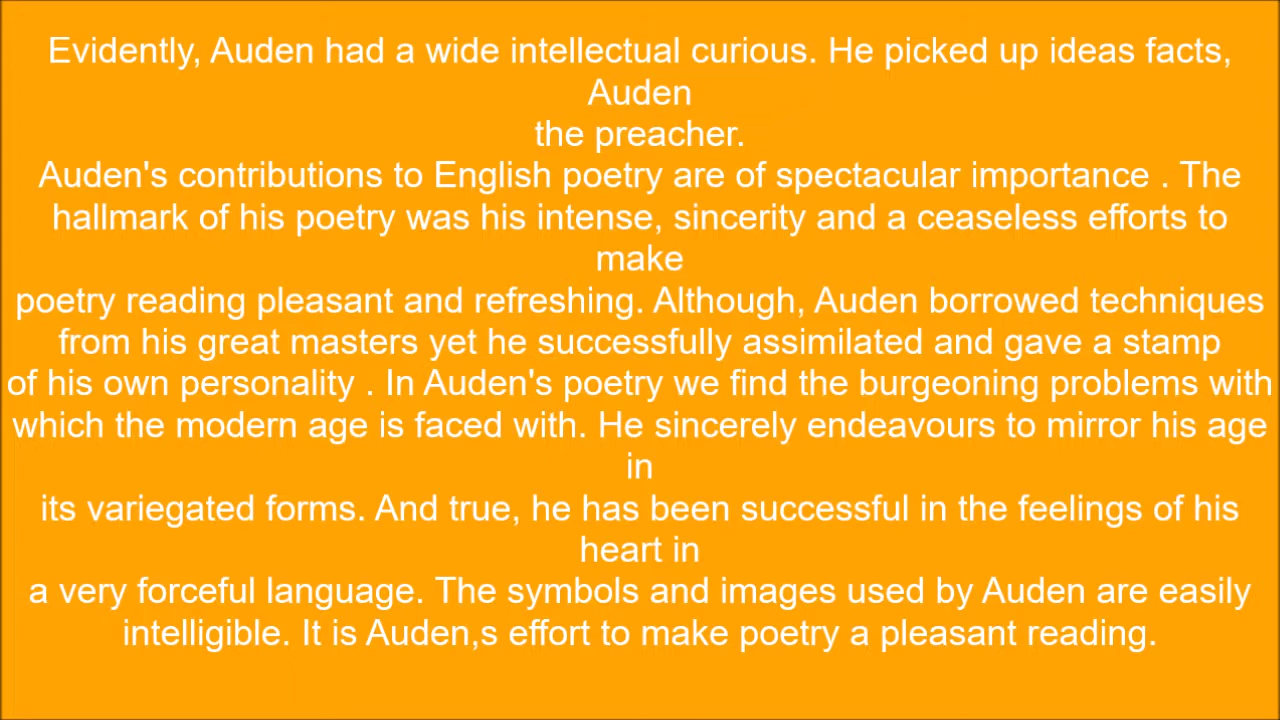 Evidently, Auden had a wide intellectual curious. He picked up ideas facts,
Auden
the preacher.
Auden's contributions to English poetry are of spectacular importance . The
hallmark of his poetry was his intense, sincerity and a ceaseless efforts to
make
poetry reading pleasant and refreshing. Although, Auden borrowed techniques
from his great masters yet he successfully assimilated and gave a stamp
of his own personality . In Auden's poetry we find the burgeoning problems with
which the modern age is faced with. He sincerely endeavours to mirror his age
in
its variegated forms. And true, he has been successful in the feelings of his
heart in
a very forceful language. The symbols and images used by Auden are easily
intelligible. It is Auden,s effort to make poetry a pleasant reading.